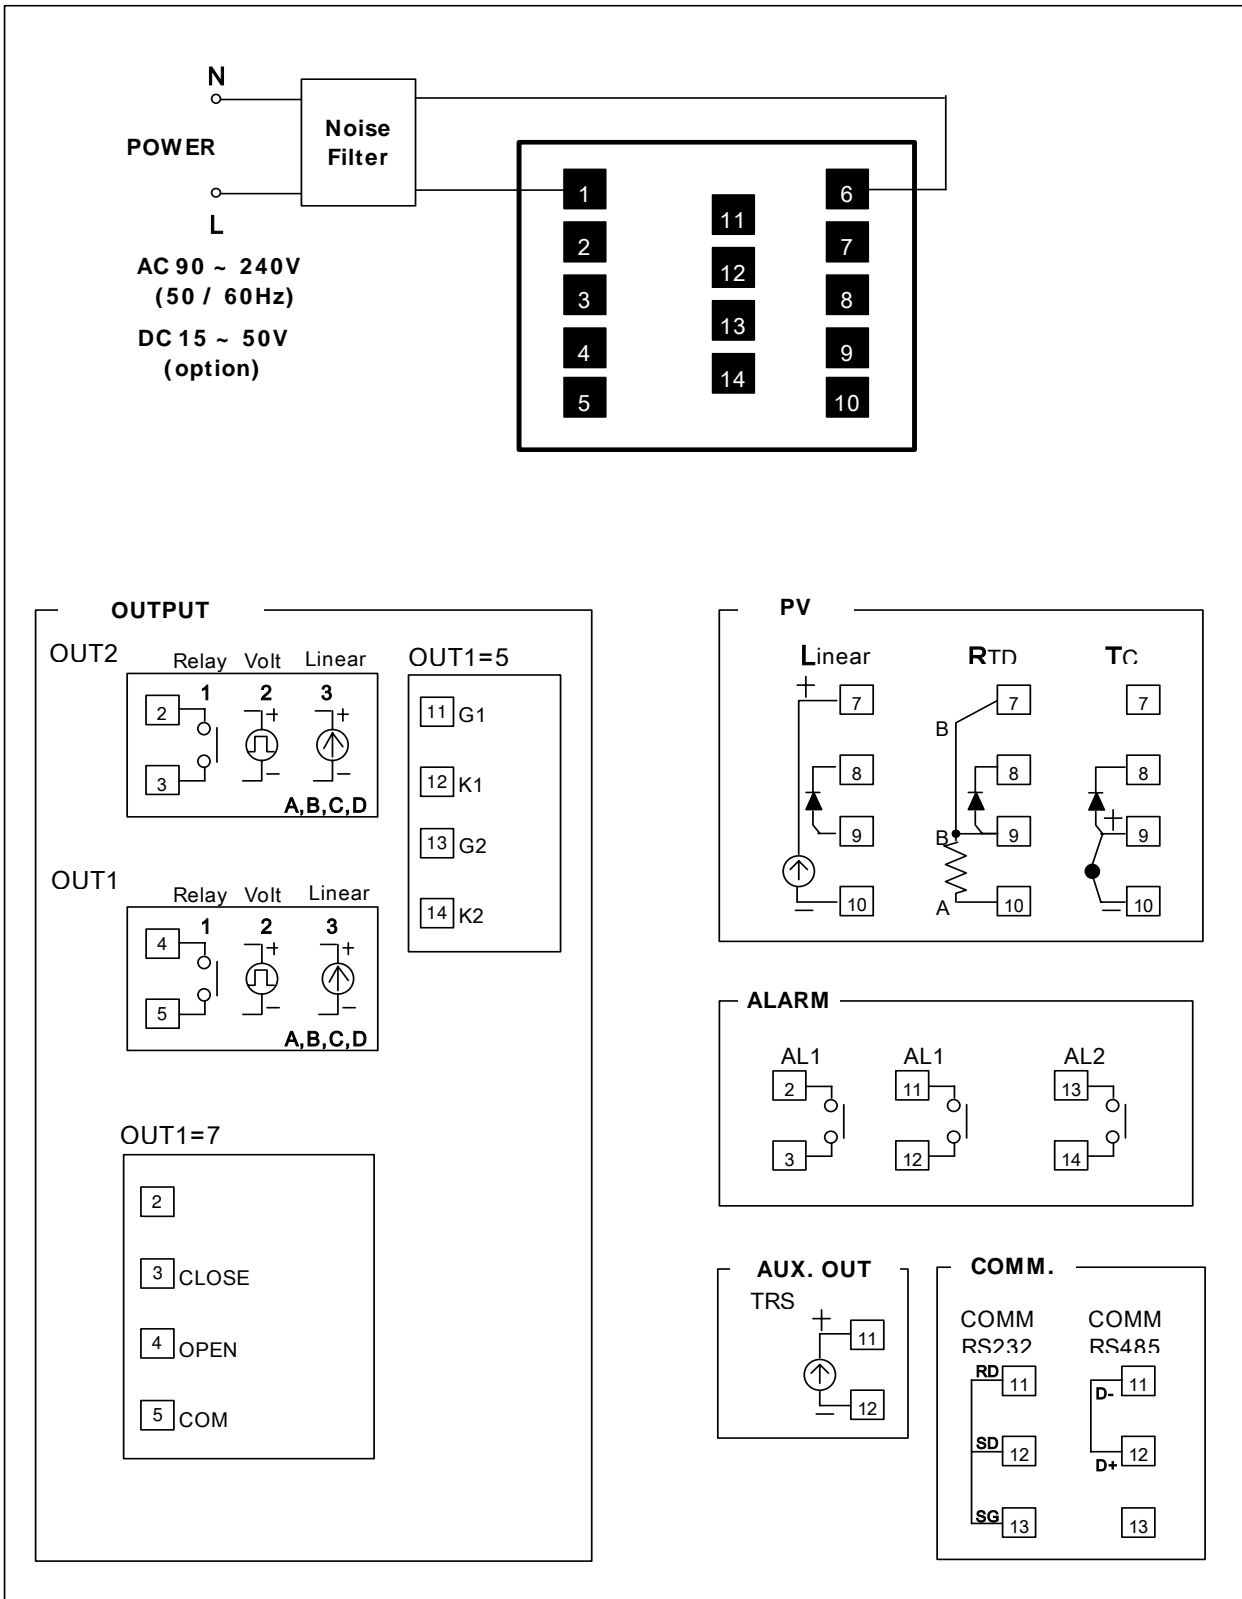 N
POWER
L
Noise
Filter
AC 90 ~ 240V
(50 / 60Hz)
DC 15 ~ 50V
(option)
1
2
3
4
5
11
12
13
14
6
7
8
9
10
OUTPUT
OUT2
Relay Volt Linear
1 2 3
2
3
+ +
A,B,C,D
OUT1
Relay Volt Linear
1 2 3
4
5
+ +
A,B,C,D
OUT1=5
11 G1
12 K1
13 G2
14 K2
OUT1=7
2
3 CLOSE
4 OPEN
5 COM
PV
Linear
+
7
8
9
10
RTD
7
B
8
B 9
A 10
TC
7
8
+ 9
10
ALARM
AL1
2
3
AL1
11
12
AL2
13
14
AUX. OUT
TRS
+ 11
12
COMM.
COMM
RS232
RD 11
SD 12
SG 13
COMM
RS485
D- 11
D+ 12
13